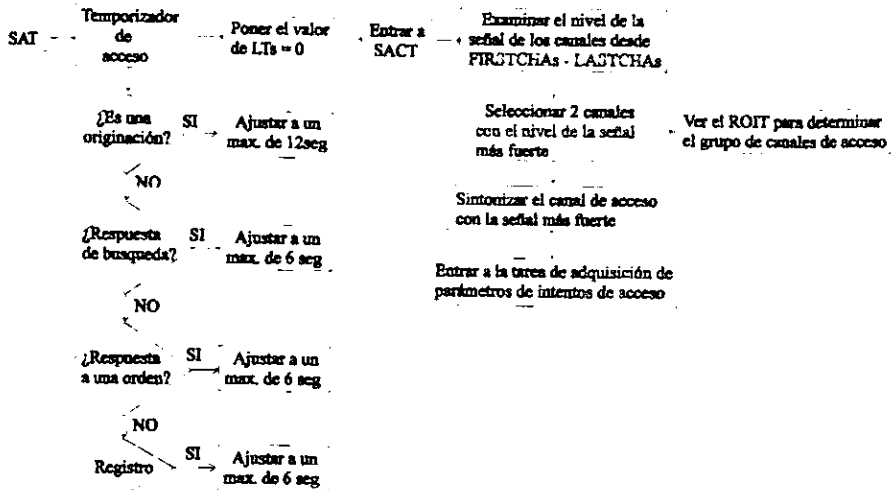 SAT
Temporizador
de
acceso
Poner el valor
de LTs = 0
Entrar a
SACT
Examinar el nivel de la
señal de los canales desde
FIRSTCHAs - LASTCHAs
¿Es una
originación?
SI
Ajustar a un
max. de 12seg
Seleccionar 2 canales
con el nivel de la señal
más fuerte
Ver el ROIT para determinar
el grupo de canales de acceso
NO
Sintonizar el canal de acceso
con la señal más fuerte
¿Respuesta
de busqueda?
SI
Ajustar a un
max. de 6 seg
Entrar a la tarea de adquisición de
parámetros de intentos de acceso
NO
¿Respuesta
a una orden?
SI
Ajustar a un
max. de 6 seg
NO
Registro
SI
Ajustar a un
max. de 6 seg